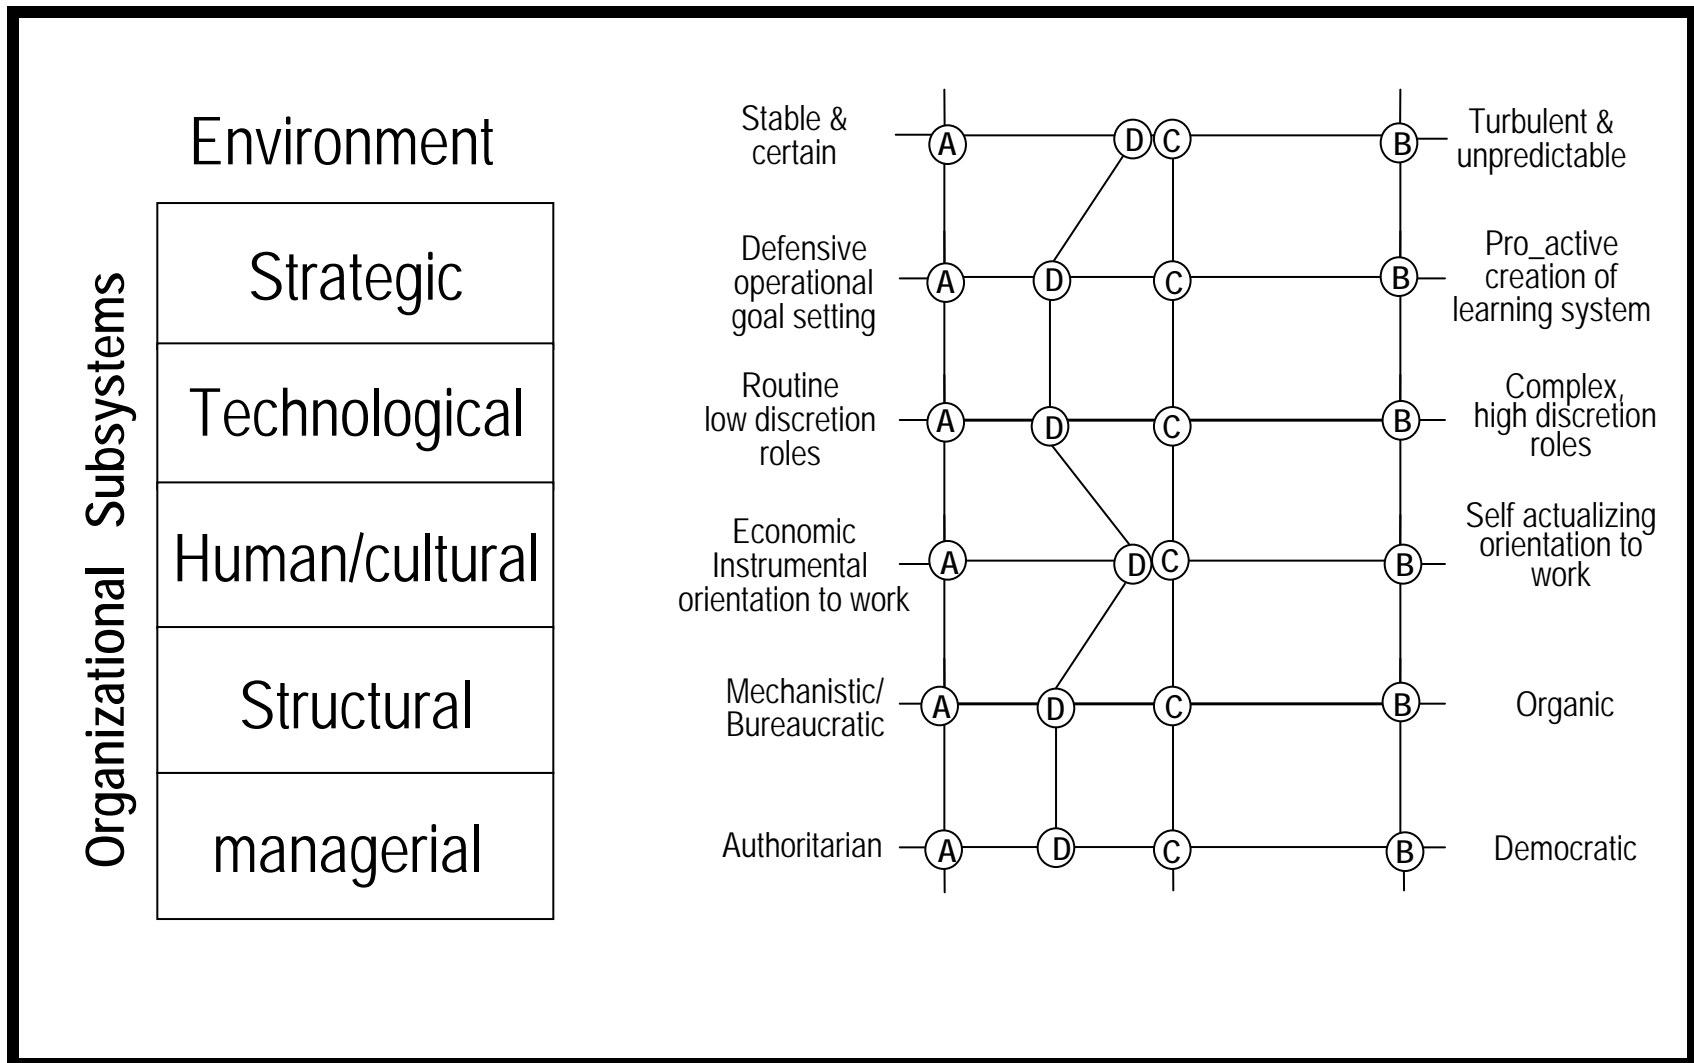 Environment
Organizational Subsystems
Strategic
Technological
Human/cultural
Structural
managerial
Stable &
certain
A
D
C
B
Turbulent &
unpredictable
Defensive
operational
goal setting
A
D
C
B
Pro_active
creation of
learning system
Routine
low discretion
roles
A
D
C
B
Complex,
high discretion
roles
Economic
Instrumental
orientation to work
A
D
C
B
Self actualizing
orientation to
work
Mechanistic/
Bureaucratic
A
D
C
B
Organic
Authoritarian
A
D
C
B
Democratic